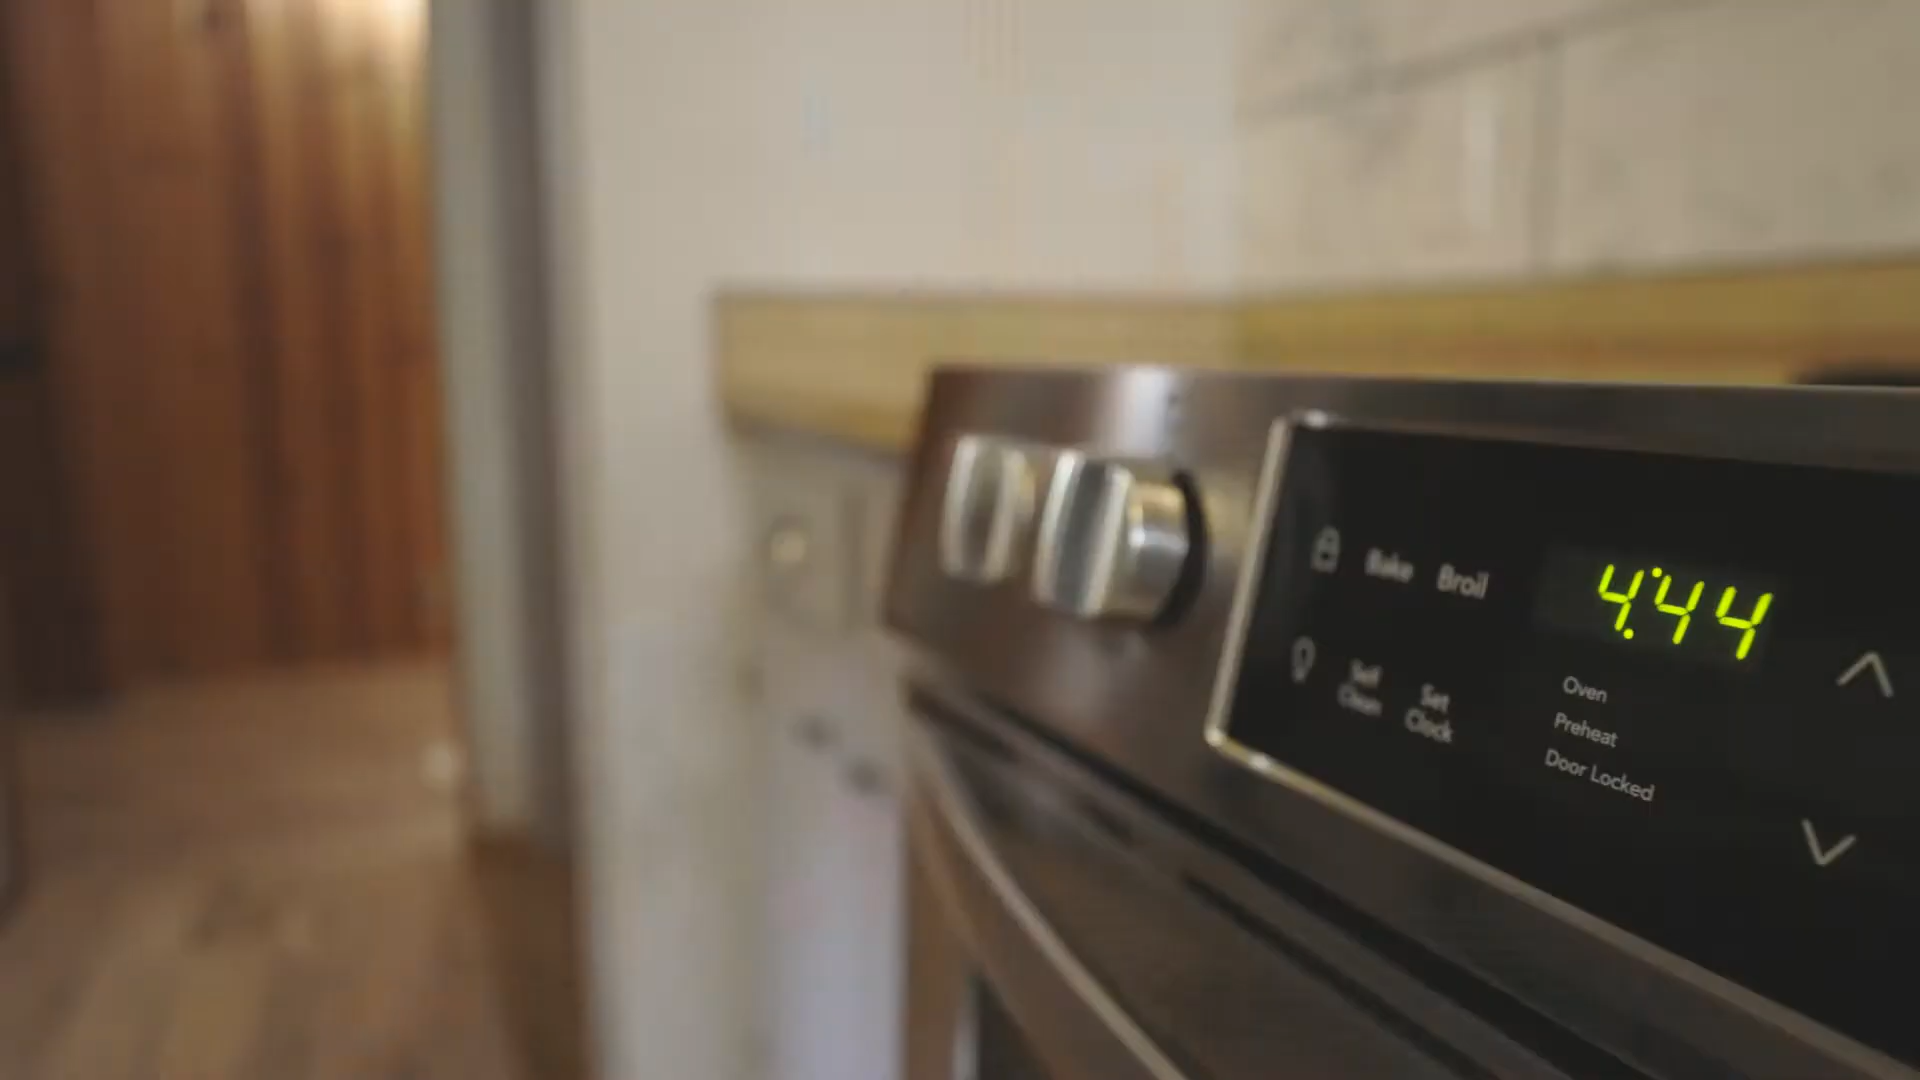 Bake Broil
4:44
Self Clean
Set Clock
Oven
Preheat
Door Locked